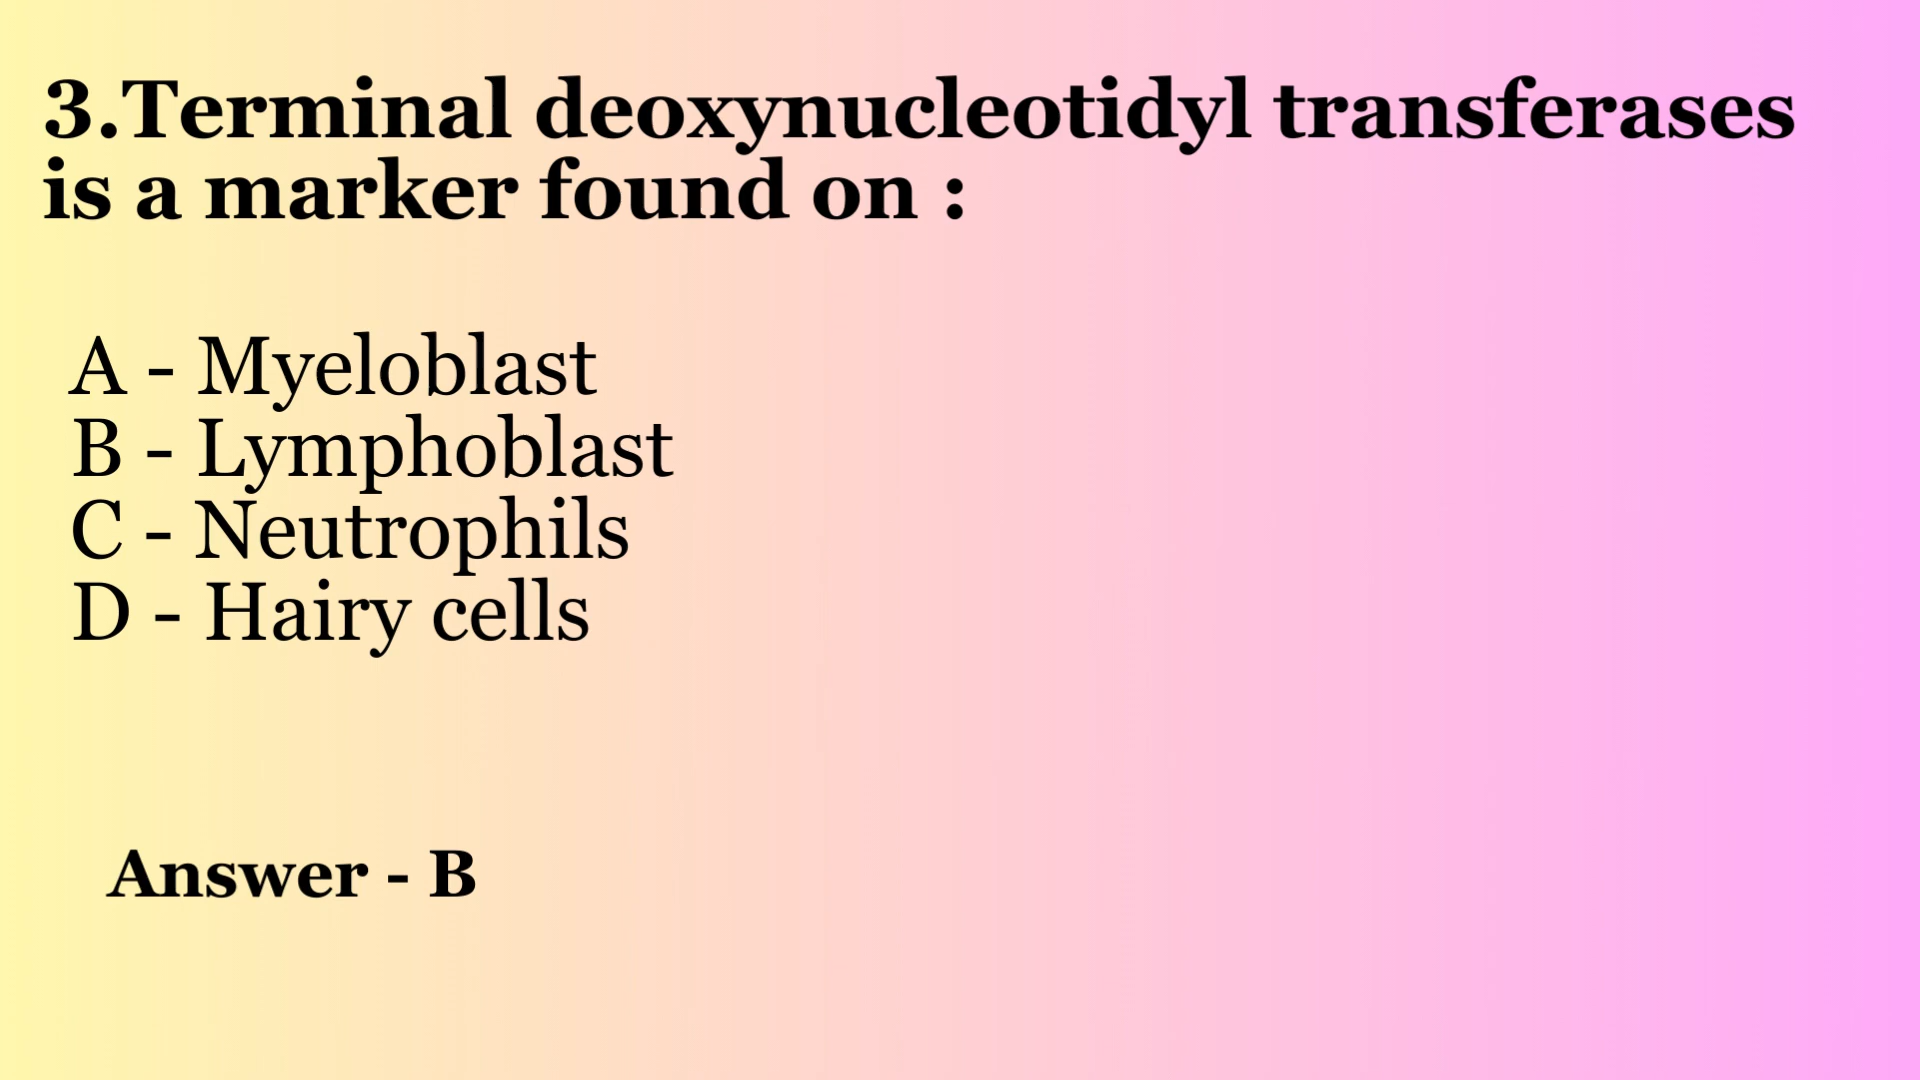 3.Terminal deoxynucleotidyl transferases
is a marker found on :
A - Myeloblast
B - Lymphoblast
C - Neutrophils
D - Hairy cells
Answer - B